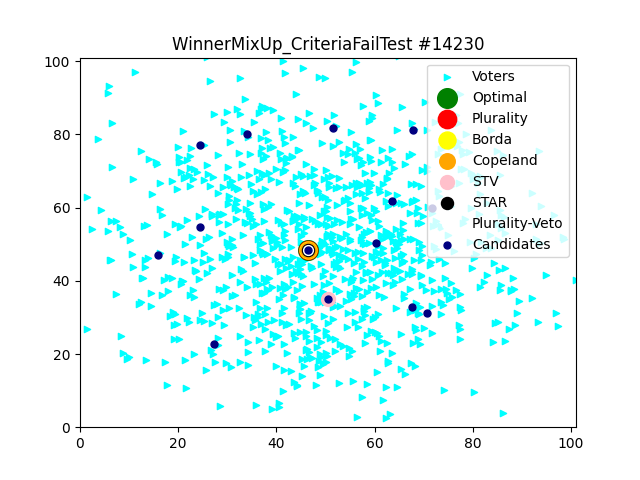 WinnerMixUp_CriteriaFailTest #14230
100
80
60
40
20
0
0
20
40
60
80
100
Voters
Optimal
Plurality
Borda
Copeland
STV
STAR
Plurality-Veto
Candidates